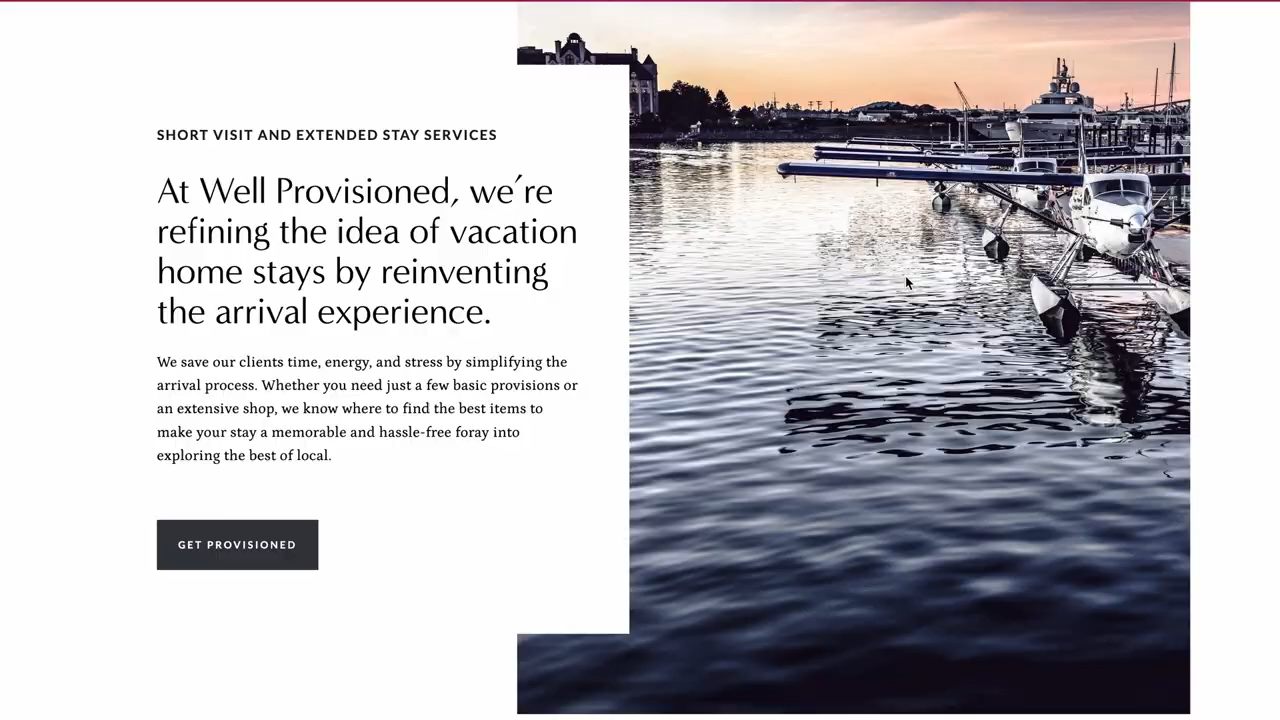 SHORT VISIT AND EXTENDED STAY SERVICES
At Well Provisioned, we’re
refining the idea of vacation
home stays by reinventing
the arrival experience.
We save our clients time, energy, and stress by simplifying the
arrival process. Whether you need just a few basic provisions or
an extensive shop, we know where to find the best items to
make your stay a memorable and hassle-free foray into
exploring the best of local.
GET PROVISIONED